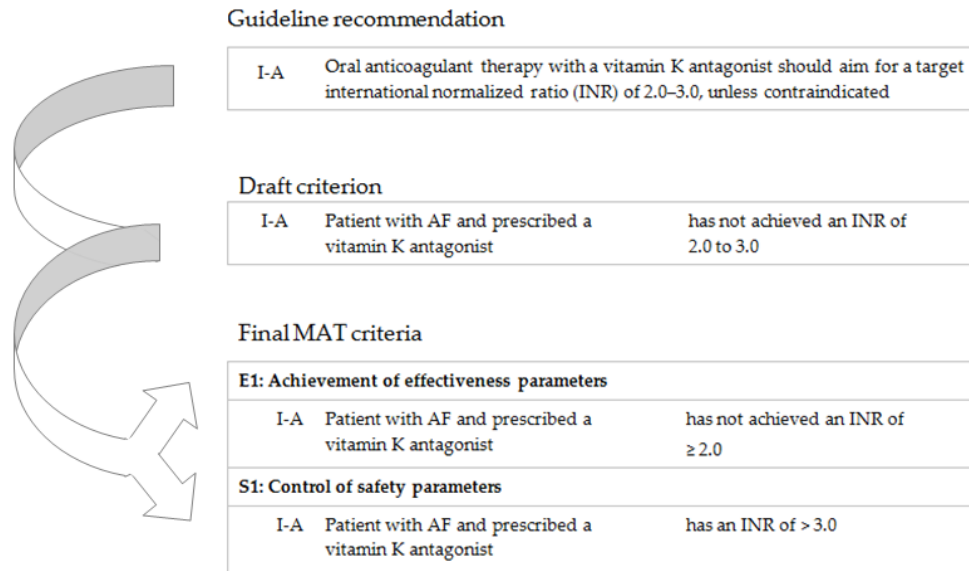 Guideline recommendation
I-A Oral anticoagulant therapy with a vitamin K antagonist should aim for a target
international normalized ratio (INR) of 2.0–3.0, unless contraindicated
Draft criterion
I-A Patient with AF and prescribed a has not achieved an INR of
vitamin K antagonist 2.0 to 3.0
Final MAT criteria
E1: Achievement of effectiveness parameters
I-A Patient with AF and prescribed a has not achieved an INR of
vitamin K antagonist ≥ 2.0
S1: Control of safety parameters
I-A Patient with AF and prescribed a has an INR of > 3.0
vitamin K antagonist